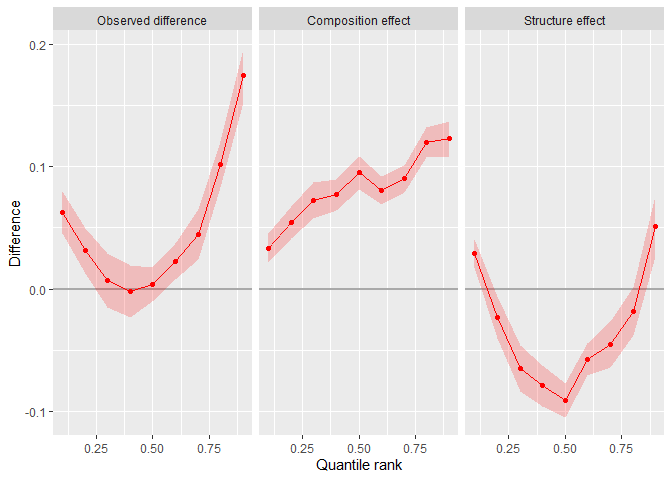 Observed difference
Composition effect
Structure effect
Difference
0.2
0.1
0.0
-0.1
0.25 0.50 0.75
0.25 0.50 0.75
0.25 0.50 0.75
Quantile rank